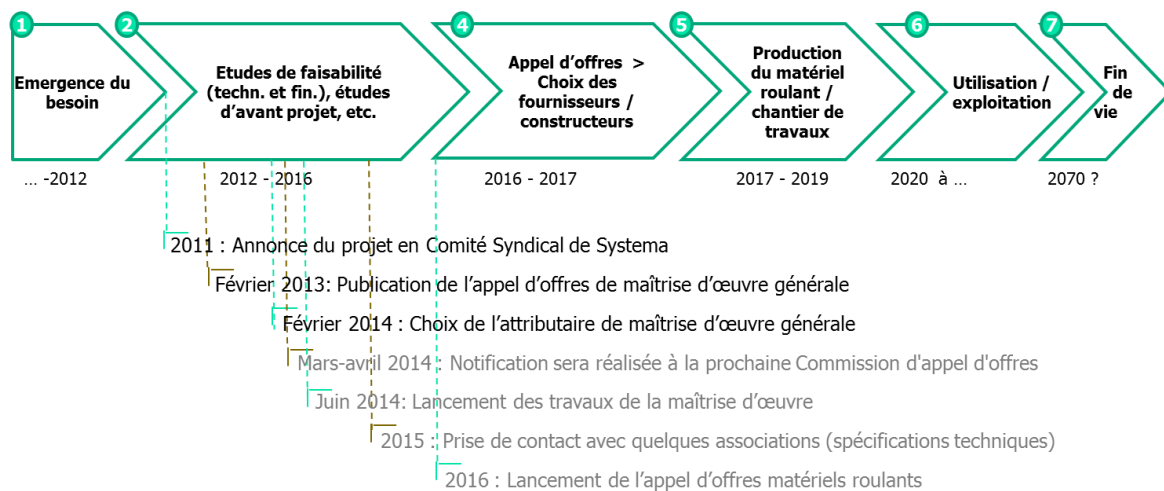 1
Emergence du
besoin
2
Etudes de faisabilité
(techn. et fin.), études
d’avant projet, etc.
4
Appel d’offres >
Choix des
fournisseurs /
constructeurs
5
Production
du matériel
roulant /
chantier de
travaux
6
Utilisation /
exploitation
7
Fin
de
vie
... -2012
2012 - 2016
2016 - 2017
2017 - 2019
2020 à ...
2070 ?
2011 : Annonce du projet en Comité Syndical de Systema
Février 2013: Publication de l’appel d’offres de maîtrise d’œuvre générale
Février 2014 : Choix de l’attributaire de maîtrise d’œuvre générale
Mars-avril 2014 : Notification sera réalisée à la prochaine Commission d'appel d'offres
Juin 2014: Lancement des travaux de la maîtrise d’œuvre
2015 : Prise de contact avec quelques associations (spécifications techniques)
2016 : Lancement de l’appel d’offres matériels roulants